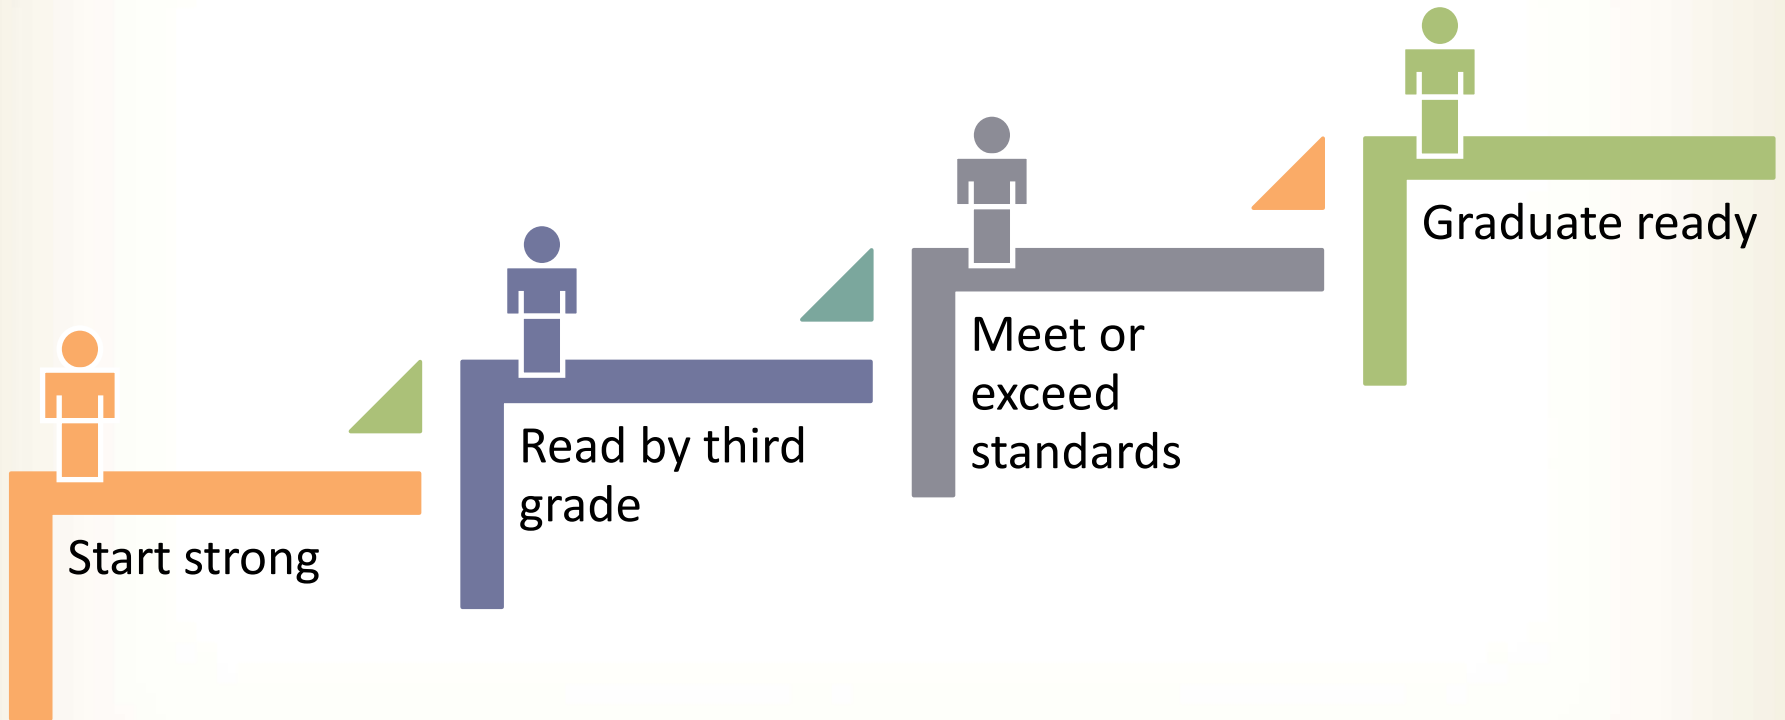 Start strong
Read by third
grade
Meet or
exceed
standards
Graduate ready